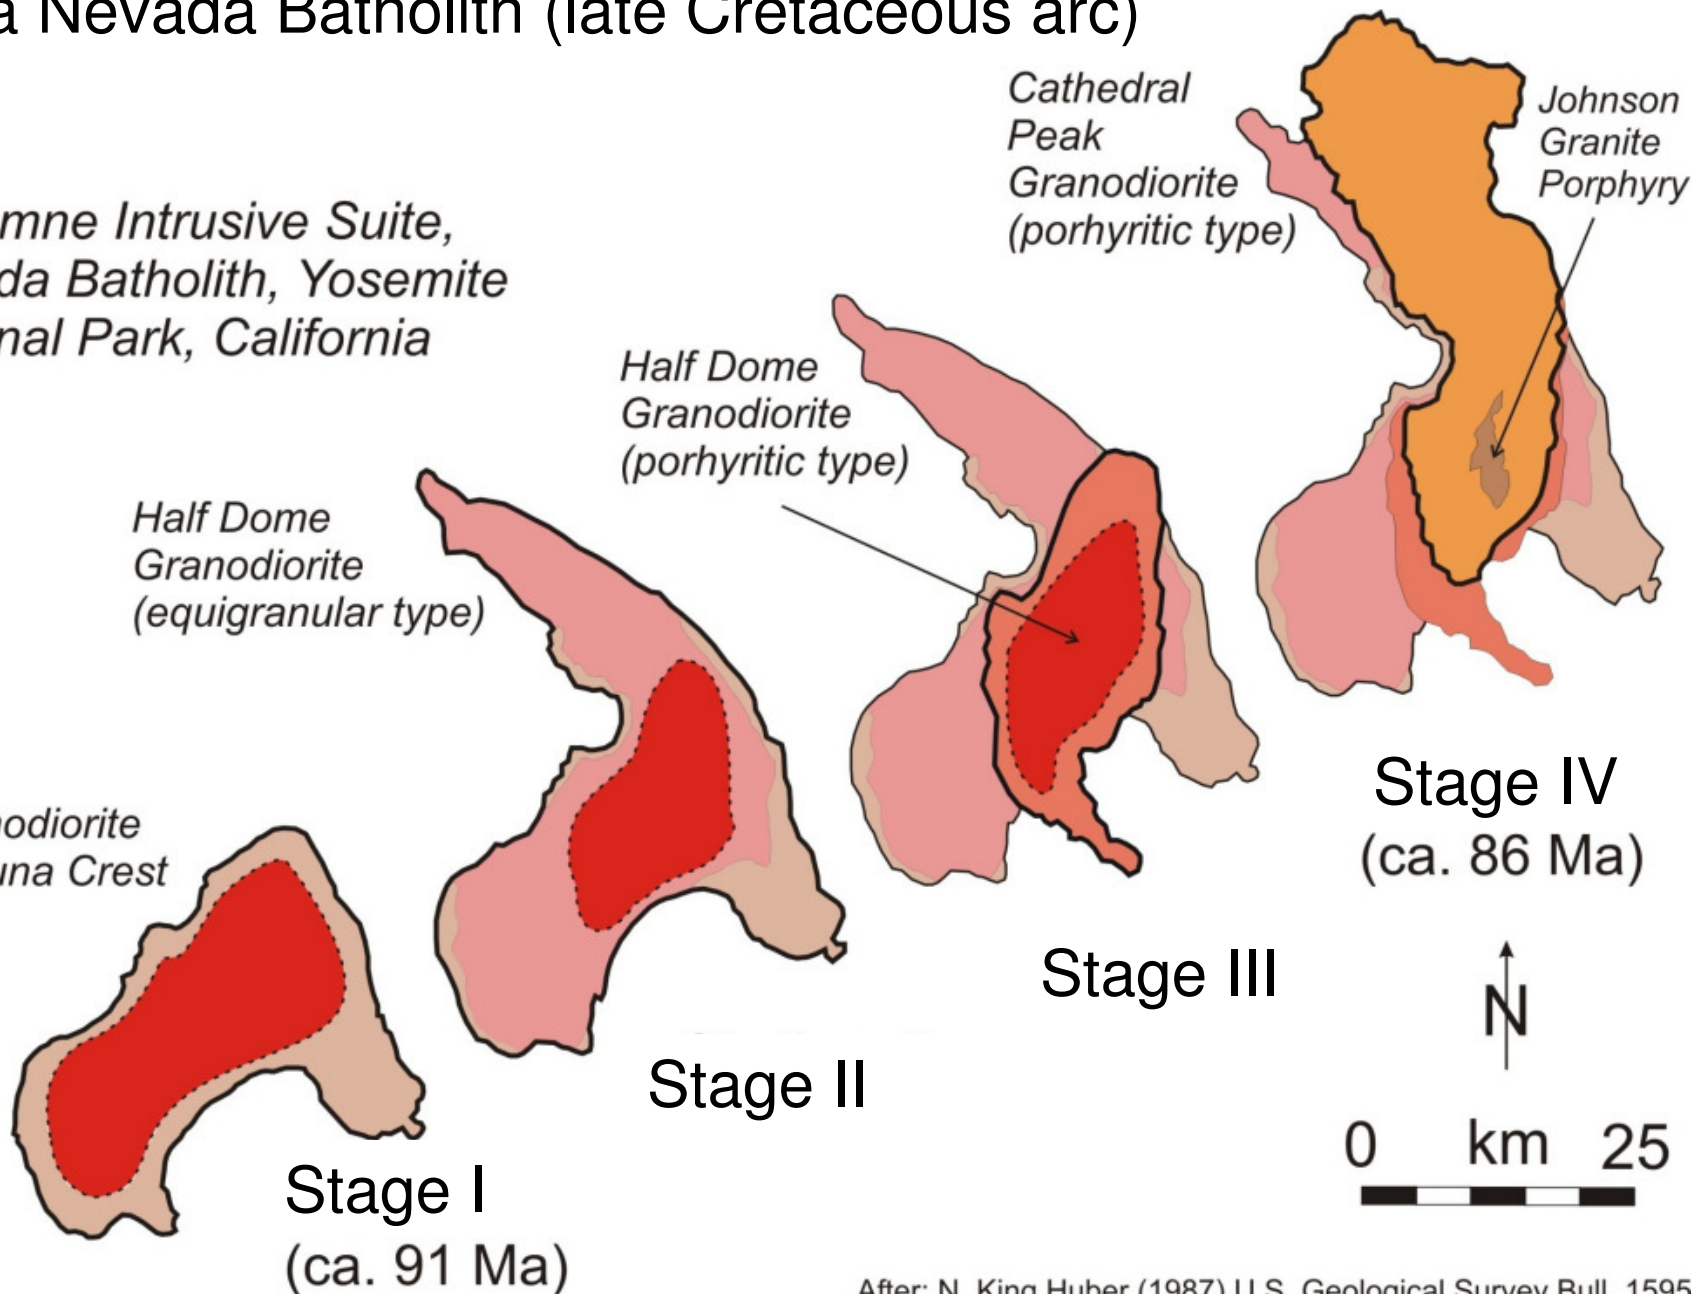 a Nevada Batholith (late Cretaceous arc)
Cathedral
Peak
Granodiorite
(porhyritic type)
Johnson
Granite
Porphyry
mne Intrusive Suite,
da Batholith, Yosemite
nal Park, California
Half Dome
Granodiorite
(porhyritic type)
Half Dome
Granodiorite
(equigranular type)
odiorite
una Crest
Stage IV
(ca. 86 Ma)
Stage III
N
Stage II
0 km 25
Stage I
(ca. 91 Ma)
After: N. King Huber (1987) U.S. Geological Survey Bull. 1595